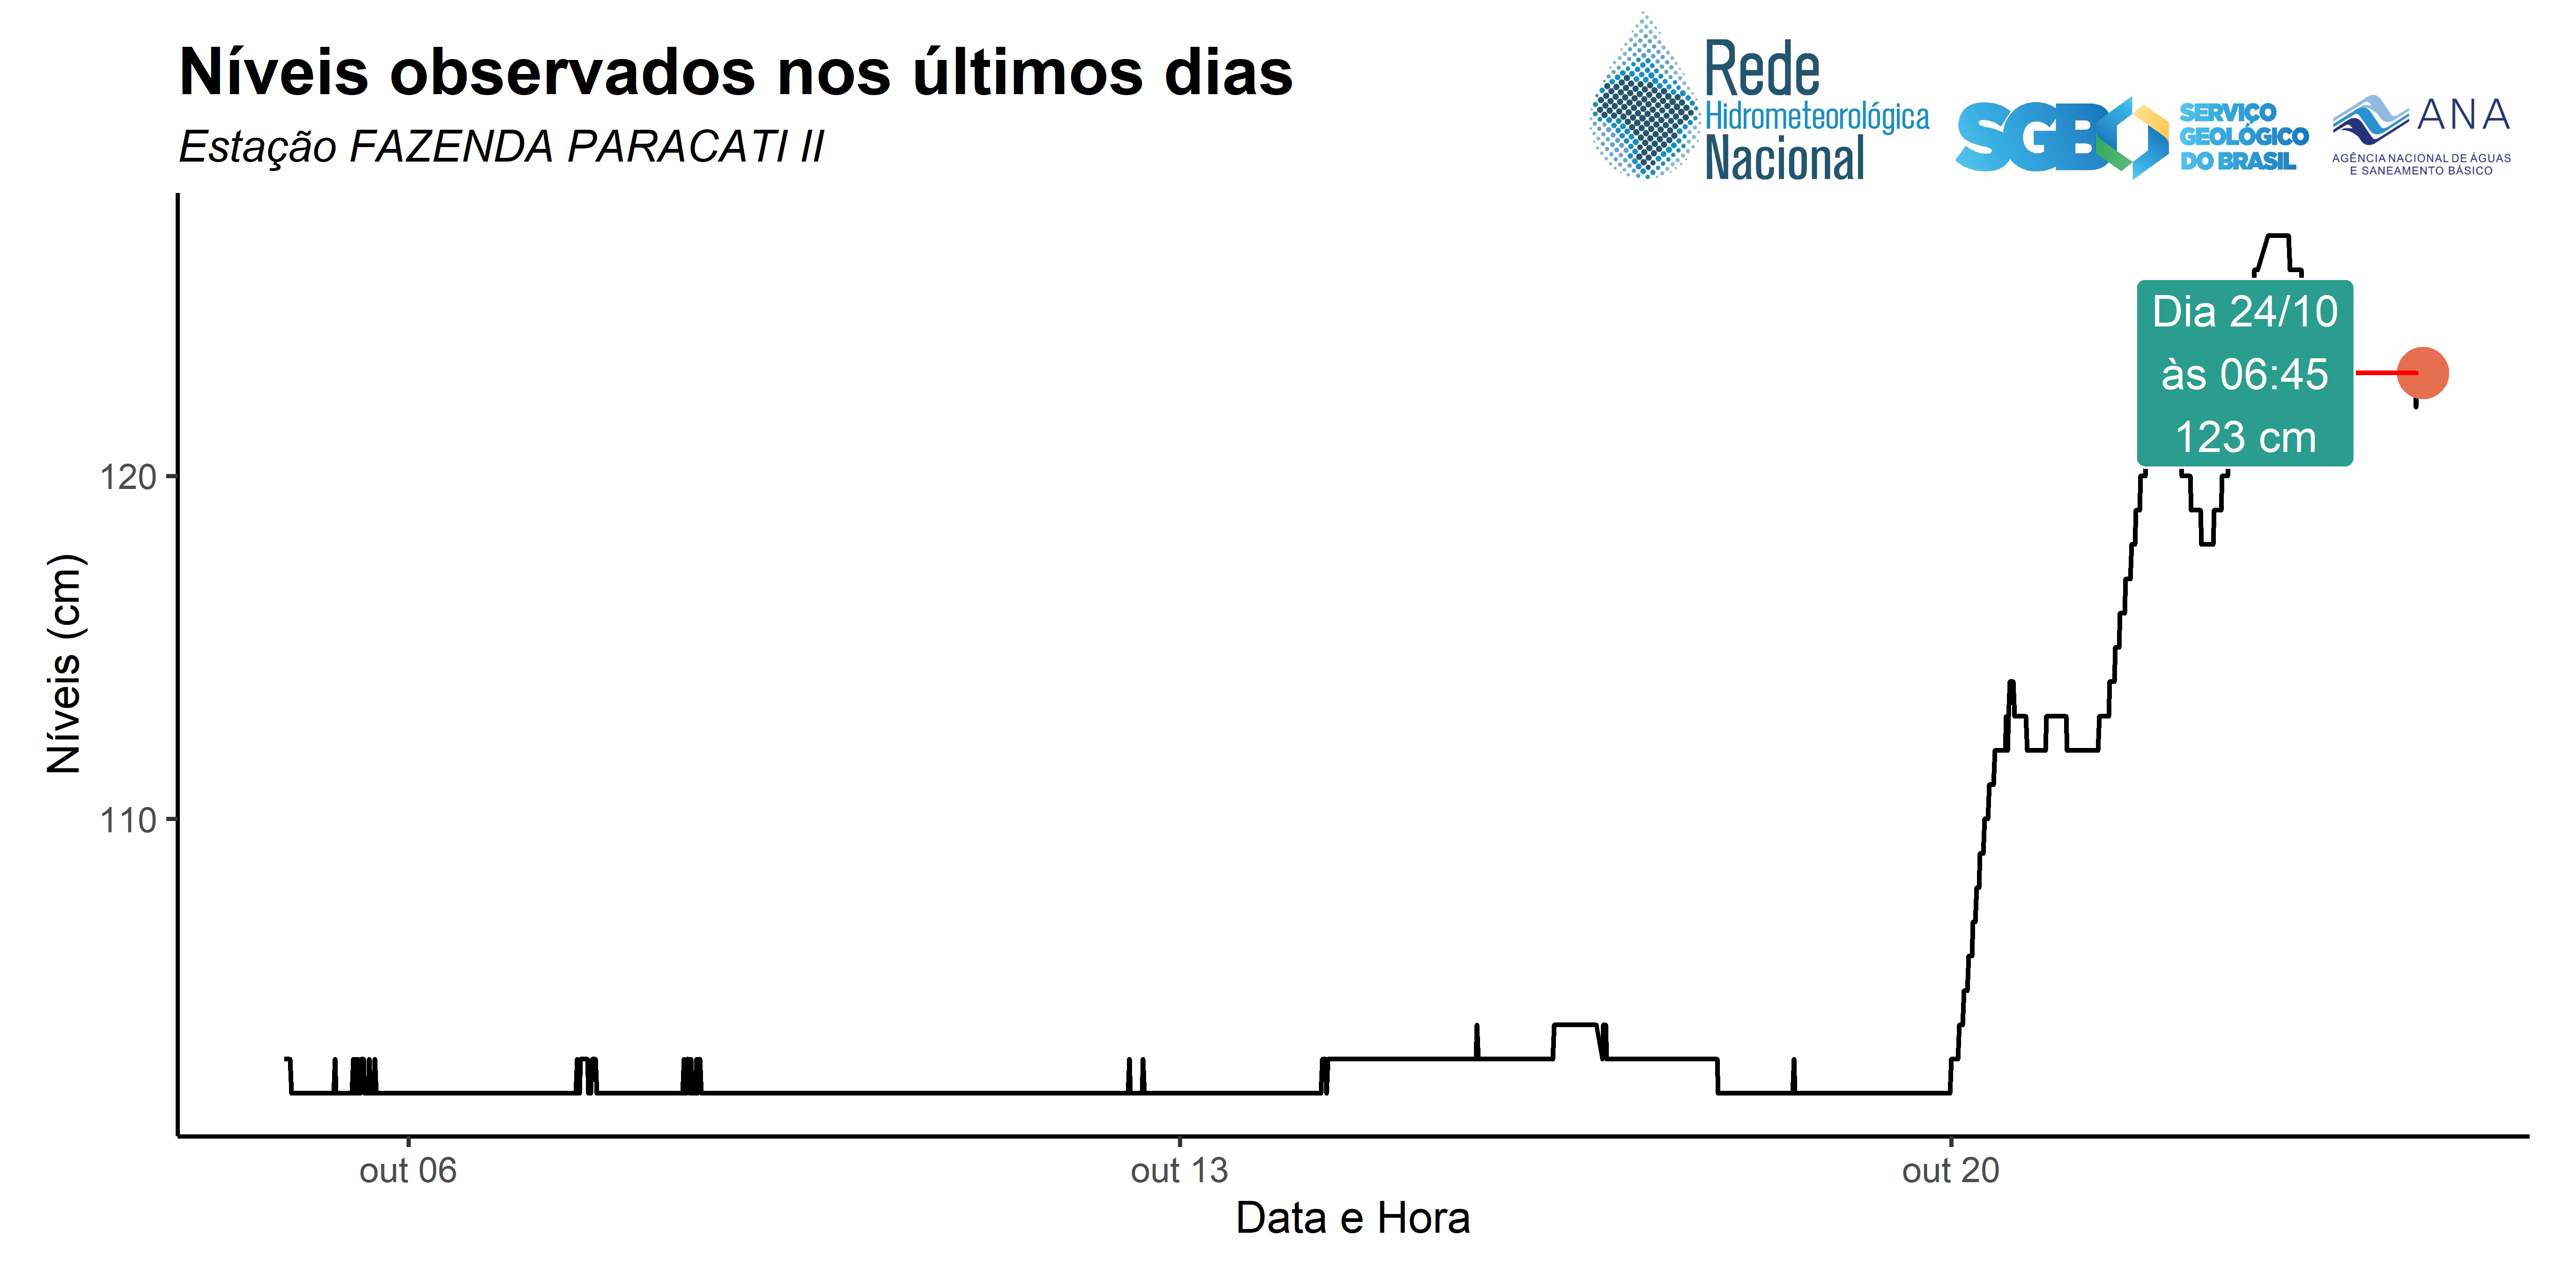 Níveis observados nos últimos dias
Estação FAZENDA PARACATI II
Rede
Hidrometeorológica
Nacional
SGB
SERVIÇO
GEOLÓGICO
DO BRASIL
ANA
AGÊNCIA NACIONAL DE ÁGUAS
E SANEAMENTO BÁSICO
Dia 24/10
às 06:45
123 cm
120
110
Níveis (cm)
out 06
out 13
out 20
Data e Hora